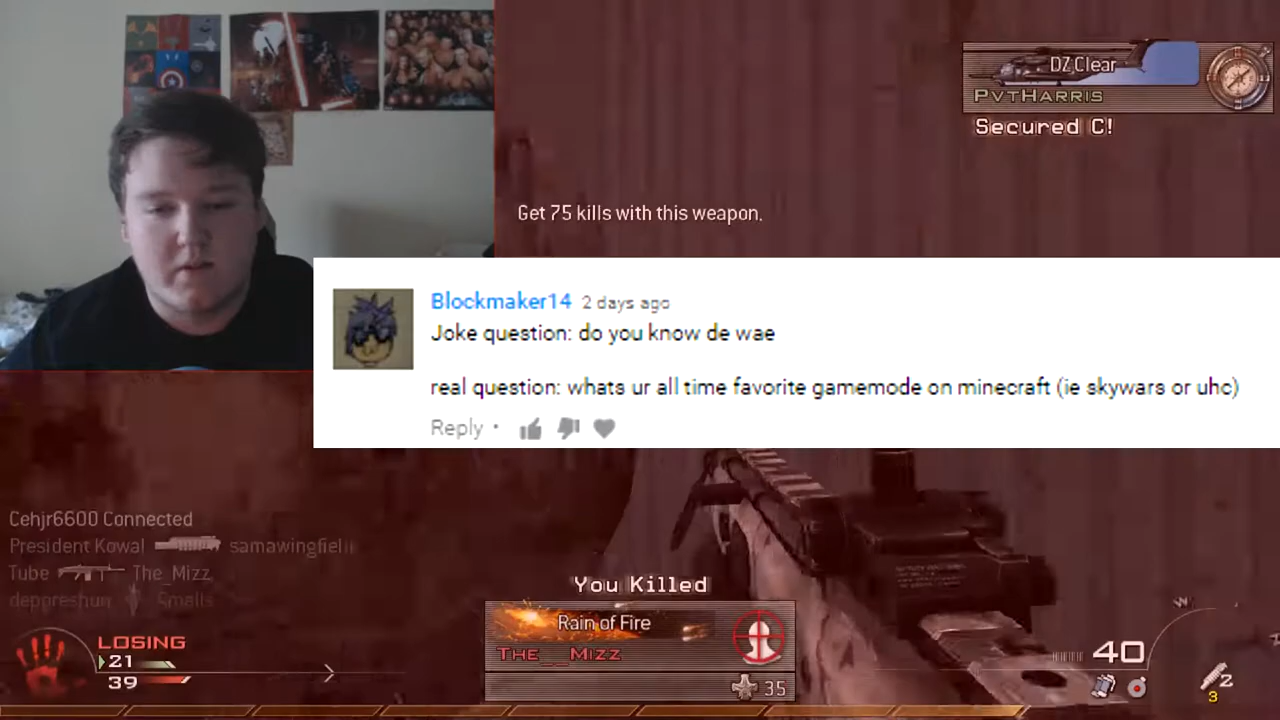 DZ Clear
PvtHarris
Secured C!
Get 75 kills with this weapon.
Blockmaker14 2 days ago
Joke question: do you know de wae
real question: whats ur all time favorite gamemode on minecraft (ie skywars or uhc)
Reply •
Cehjr6600 Connected
President Kowal samawingfiel
Tube The_Mizz
deppreshun Smalls
You Killed
Rain of Fire
The__Mizz
35
LOSING
21
39
40
2
3